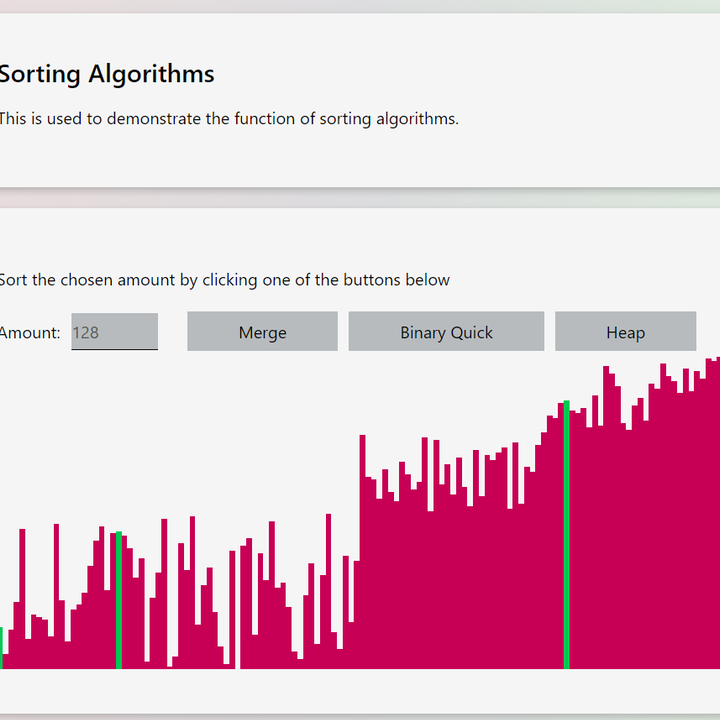 Sorting Algorithms
This is used to demonstrate the function of sorting algorithms.
Sort the chosen amount by clicking one of the buttons below
Amount: 128 Merge Binary Quick Heap